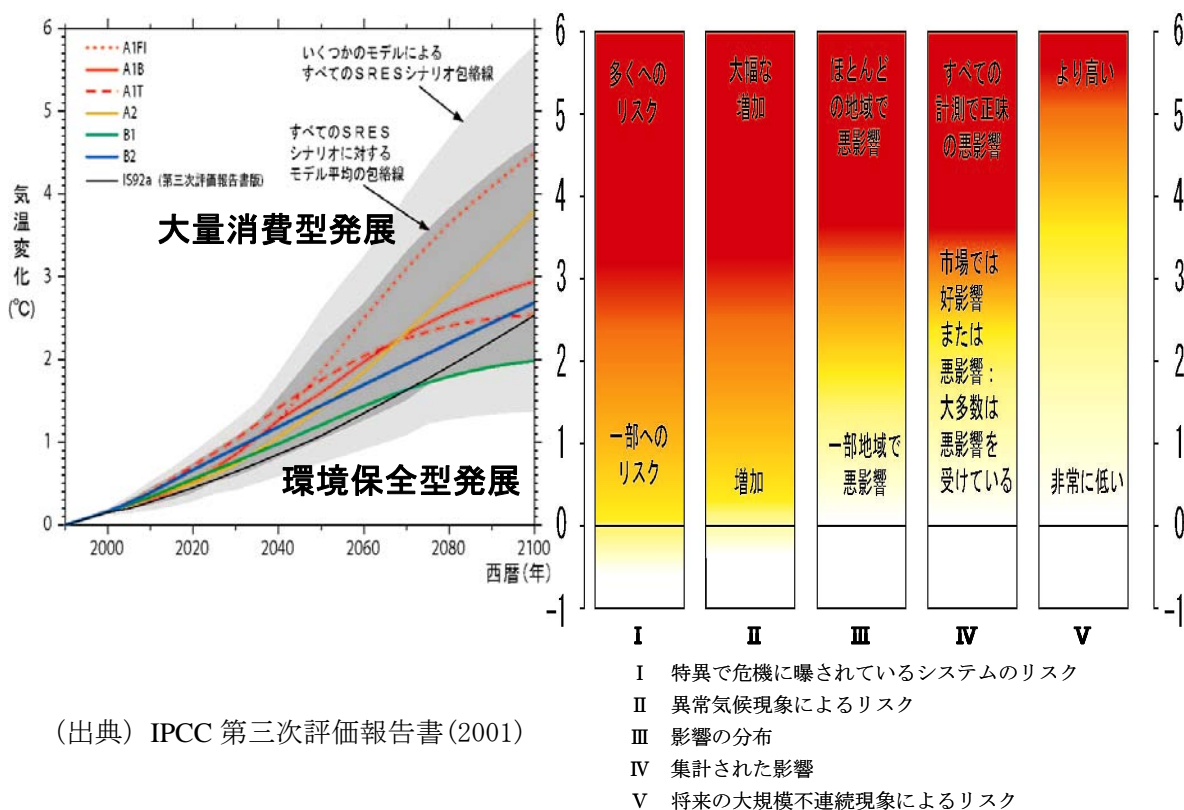 6
5
4
3
2
1
0
気温変化
(℃)
A1FI
A1B
A1T
A2
B1
B2
IS92a (第三次評価報告書版)
いくつかのモデルによる
すべてのSRESシナリオ包絡線
すべてのSRES
シナリオに対する
モデル平均の包絡線
大量消費型発展
環境保全型発展
2000
2020
2040
2060
2080
2100
西暦(年)
6
5
4
3
2
1
0
-1
多くへの
リスク
一部への
リスク
大幅な
増加
増加
ほとんど
の地域で
悪影響
一部地域で
悪影響
すべての
計測で正味
の悪影響
市場では
好影響
または
悪影響:
大多数は
悪影響を
受けている
より高い
非常に低い
6
5
4
3
2
1
0
-1
Ⅰ
Ⅱ
Ⅲ
Ⅳ
Ⅴ
Ⅰ 特異で危機に曝されているシステムのリスク
Ⅱ 異常気候現象によるリスク
Ⅲ 影響の分布
Ⅳ 集計された影響
Ⅴ 将来の大規模不連続現象によるリスク
(出典) IPCC 第三次評価報告書(2001)